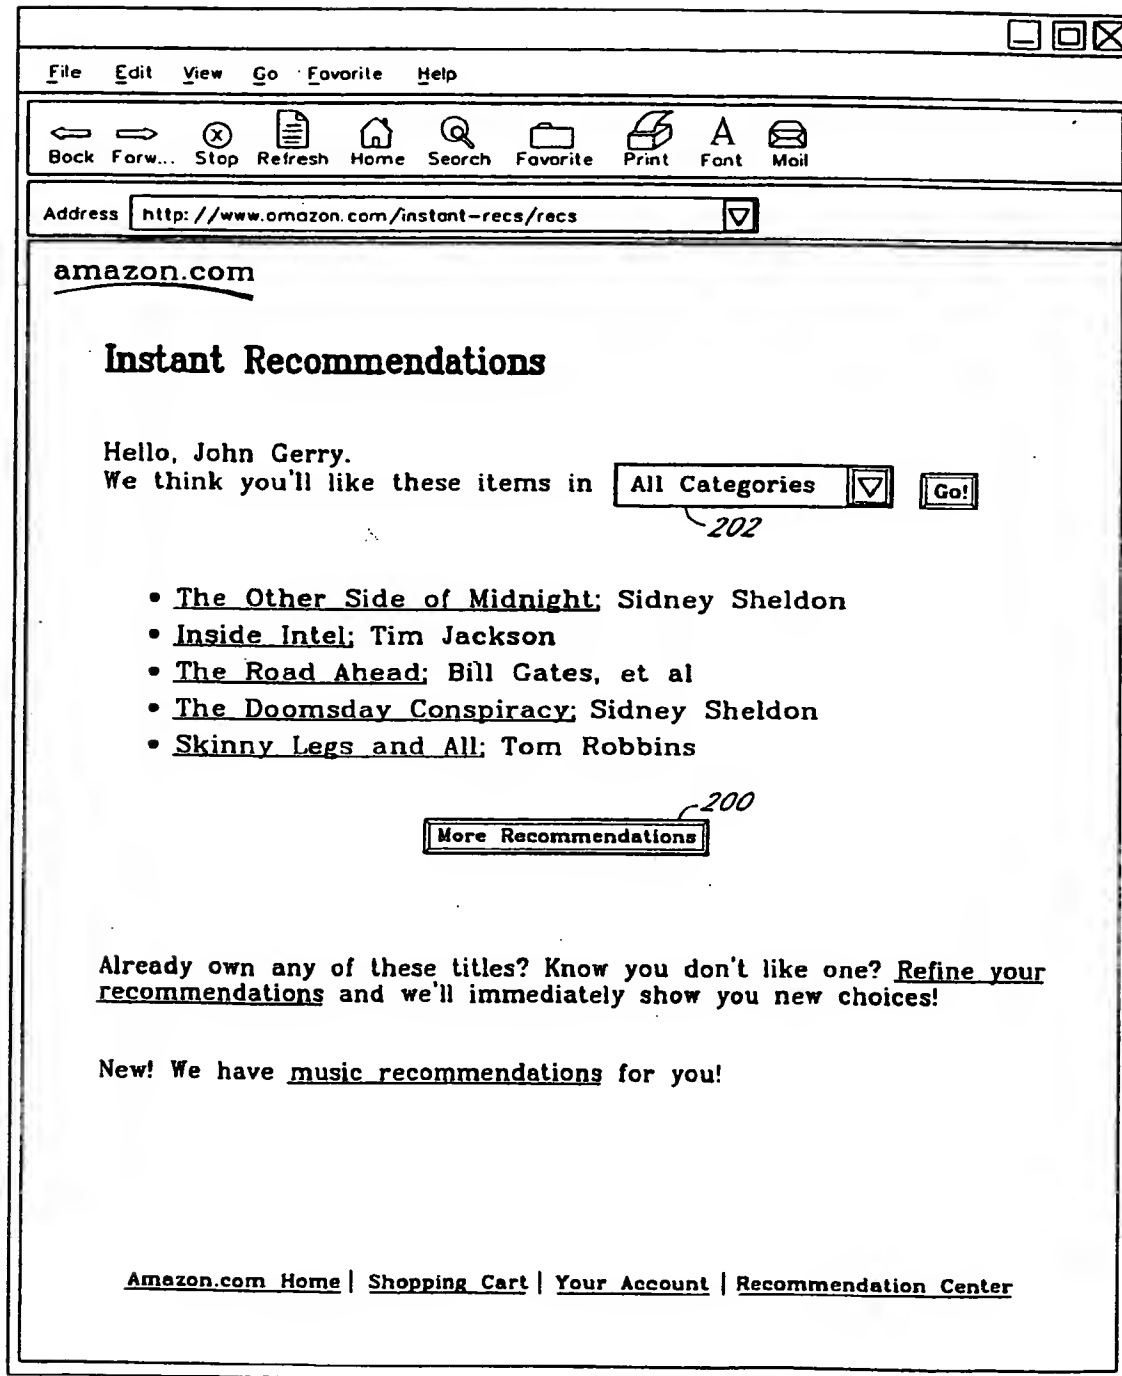 File Edit View Go Favorite Help
Back Forw... Stop Refresh Home Search Favorite Print Font Mail
Address http://www.amazon.com/instant-recs/recs
amazon.com
Instant Recommendations
Hello, John Gerry.
We think you'll like these items in All Categories Go!
202
• The Other Side of Midnight; Sidney Sheldon
• Inside Intel; Tim Jackson
• The Road Ahead; Bill Gates, et al
• The Doomsday Conspiracy; Sidney Sheldon
• Skinny Legs and All; Tom Robbins
200
More Recommendations
Already own any of these titles? Know you don't like one? Refine your
recommendations and we'll immediately show you new choices!
New! We have music recommendations for you!
Amazon.com Home | Shopping Cart | Your Account | Recommendation Center